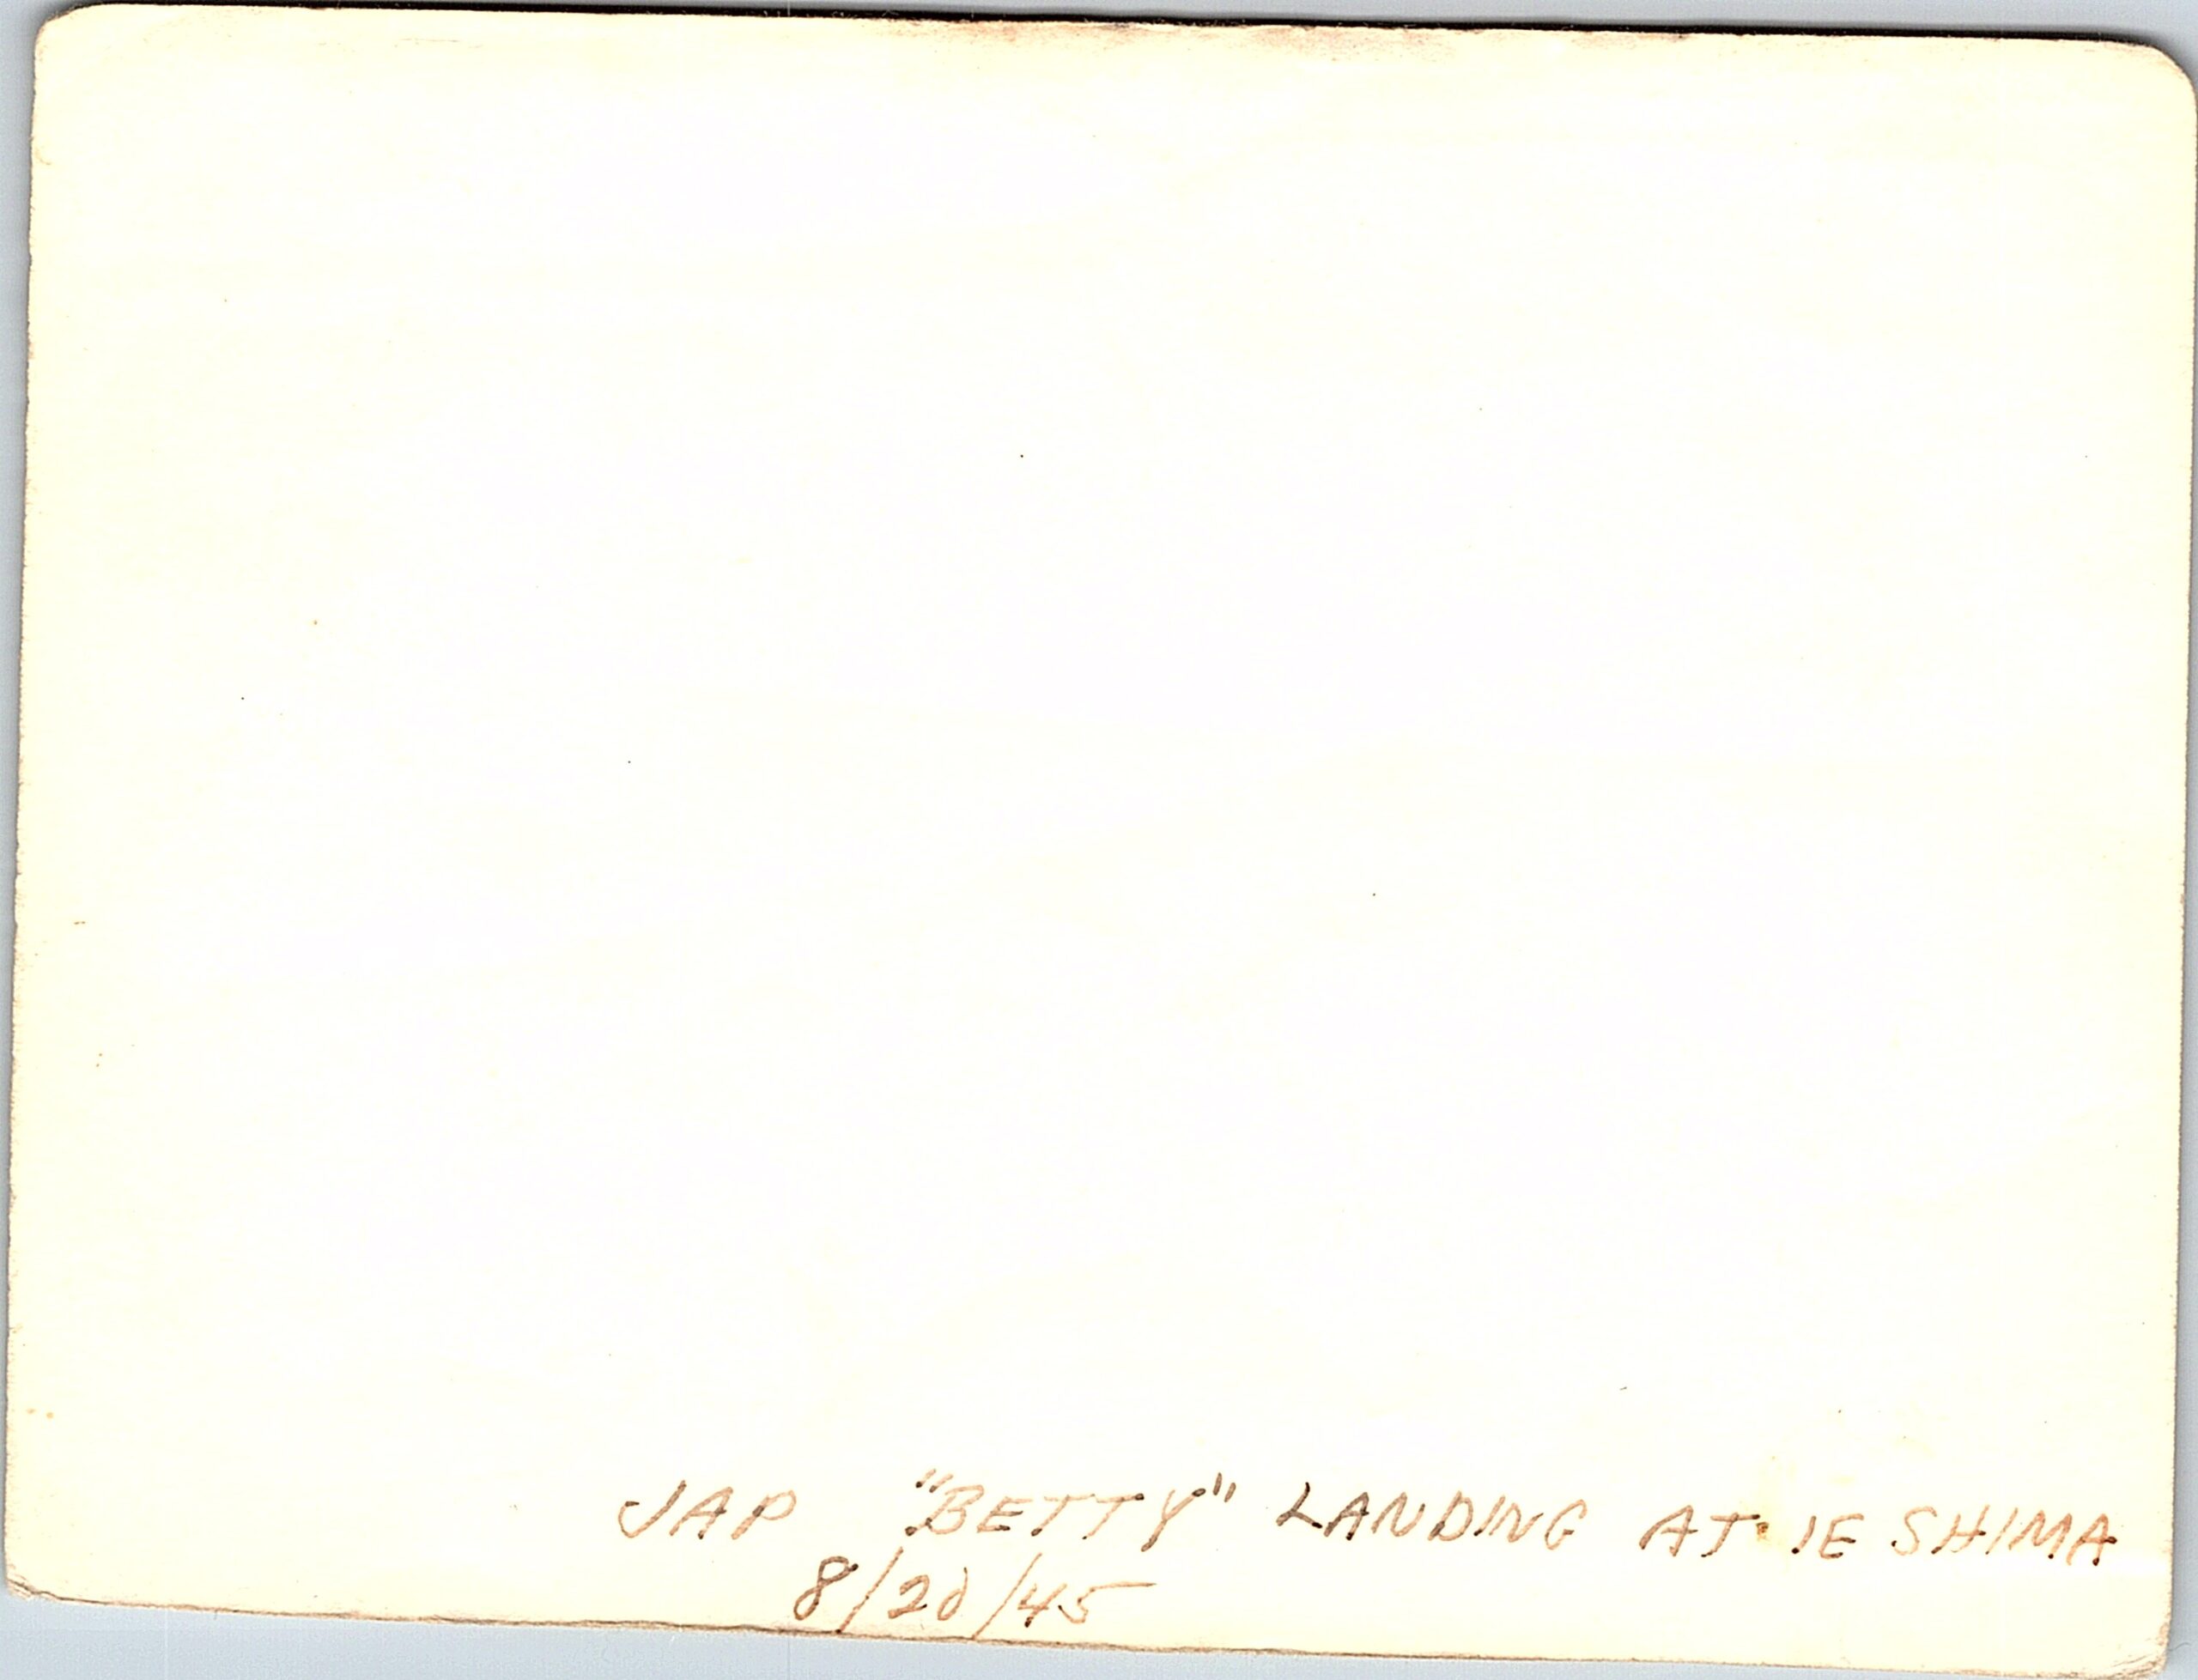 JAP "BETTY" LANDING AT IE SHIMA
8/20/45